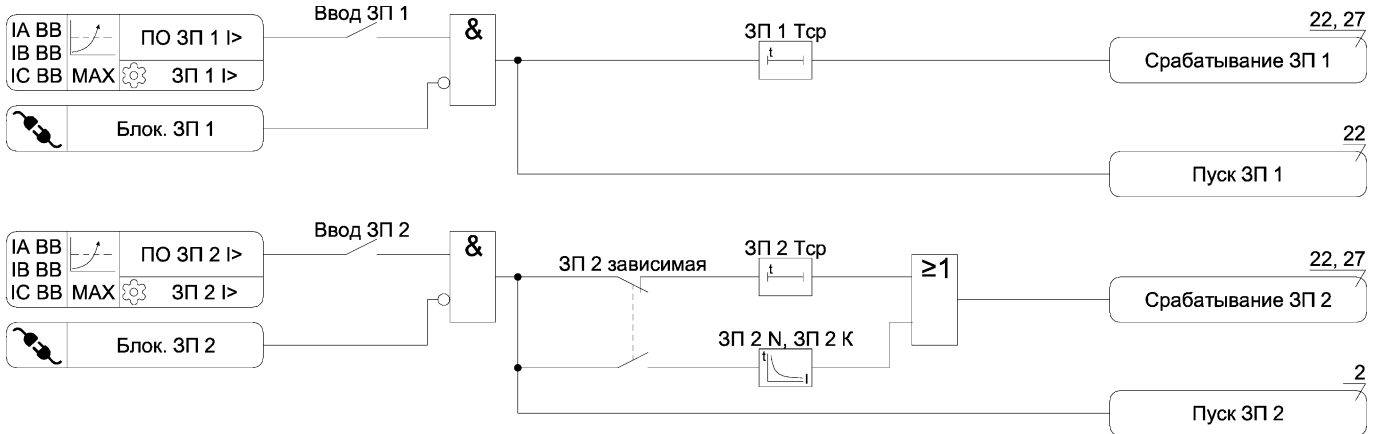 IA ВВ
IB ВВ
IC ВВ
MAX
ПО ЗП 1 I>
ЗП 1 I>
Блок. ЗП 1
Ввод ЗП 1
&
ЗП 1 Тср
t
22, 27
Срабатывание ЗП 1
22
Пуск ЗП 1
IA ВВ
IB ВВ
IC ВВ
MAX
ПО ЗП 2 I>
ЗП 2 I>
Блок. ЗП 2
Ввод ЗП 2
&
ЗП 2 зависимая
ЗП 2 Тср
t
ЗП 2 N, ЗП 2 К
t
I
≥1
22, 27
Срабатывание ЗП 2
2
Пуск ЗП 2